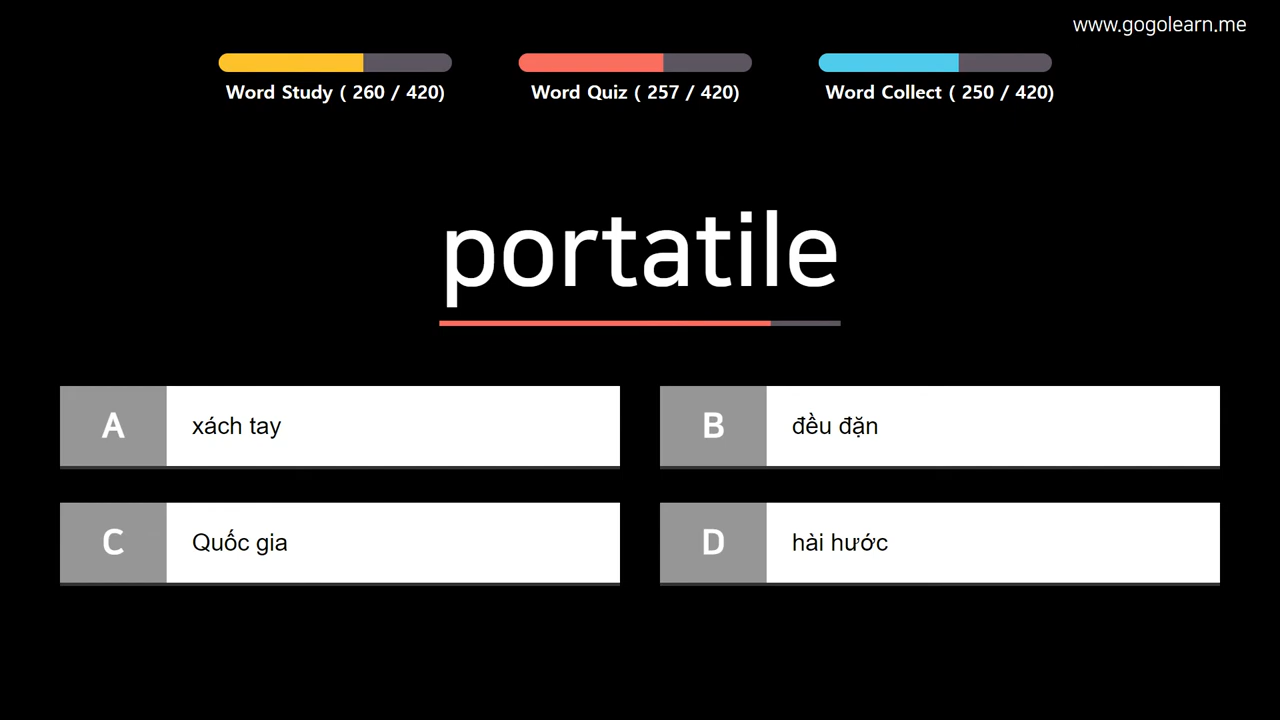 www.gogolearn.me
Word Study ( 260 / 420)
Word Quiz ( 257 / 420)
Word Collect ( 250 / 420)
portatile
A xách tay
B đều đặn
C Quốc gia
D hài hước